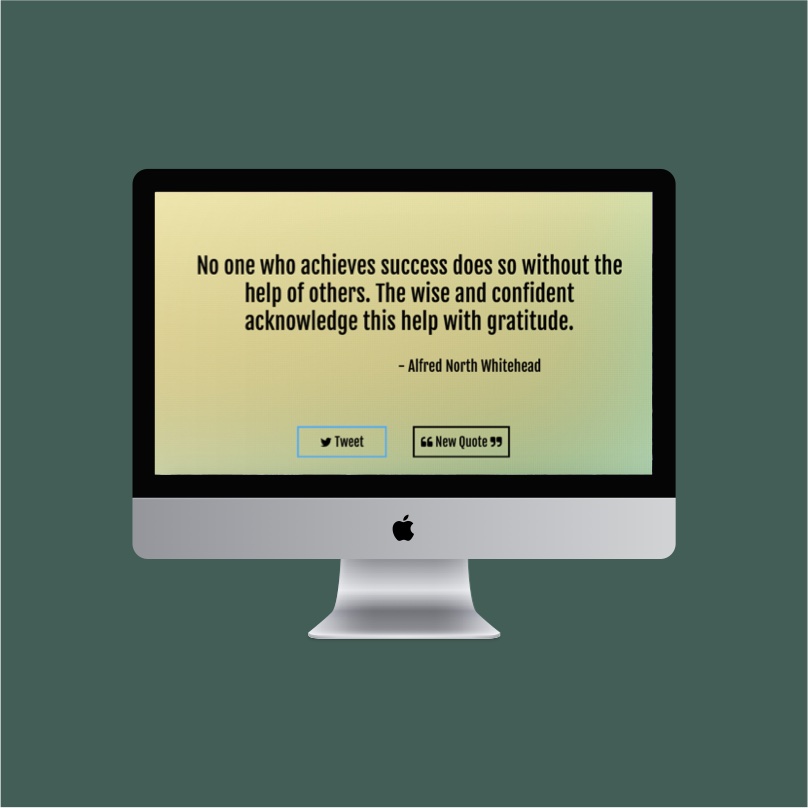 No one who achieves success does so without the
help of others. The wise and confident
acknowledge this help with gratitude.
- Alfred North Whitehead
Tweet
New Quote